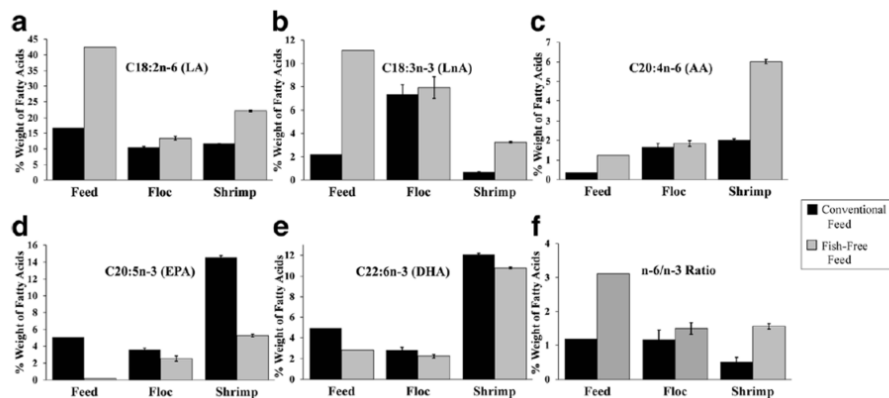 a
C18:2n-6 (LA)
% Weight of Fatty Acids
45
40
35
30
25
20
15
10
5
0
Feed Floc Shrimp
b
C18:3n-3 (LnA)
% Weight of Fatty Acids
12
10
8
6
4
2
0
Feed Floc Shrimp
c
C20:4n-6 (AA)
% Weight of Fatty Acids
7
6
5
4
3
2
1
0
Feed Floc Shrimp
d
C20:5n-3 (EPA)
% Weight of Fatty Acids
16
14
12
10
8
6
4
2
0
Feed Floc Shrimp
e
C22:6n-3 (DHA)
% Weight of Fatty Acids
12
10
8
6
4
2
0
Feed Floc Shrimp
f
n-6/n-3 Ratio
% Weight of Fatty Acids
4
3
2
1
0
Feed Floc Shrimp
Conventional
Feed
Fish-Free
Feed